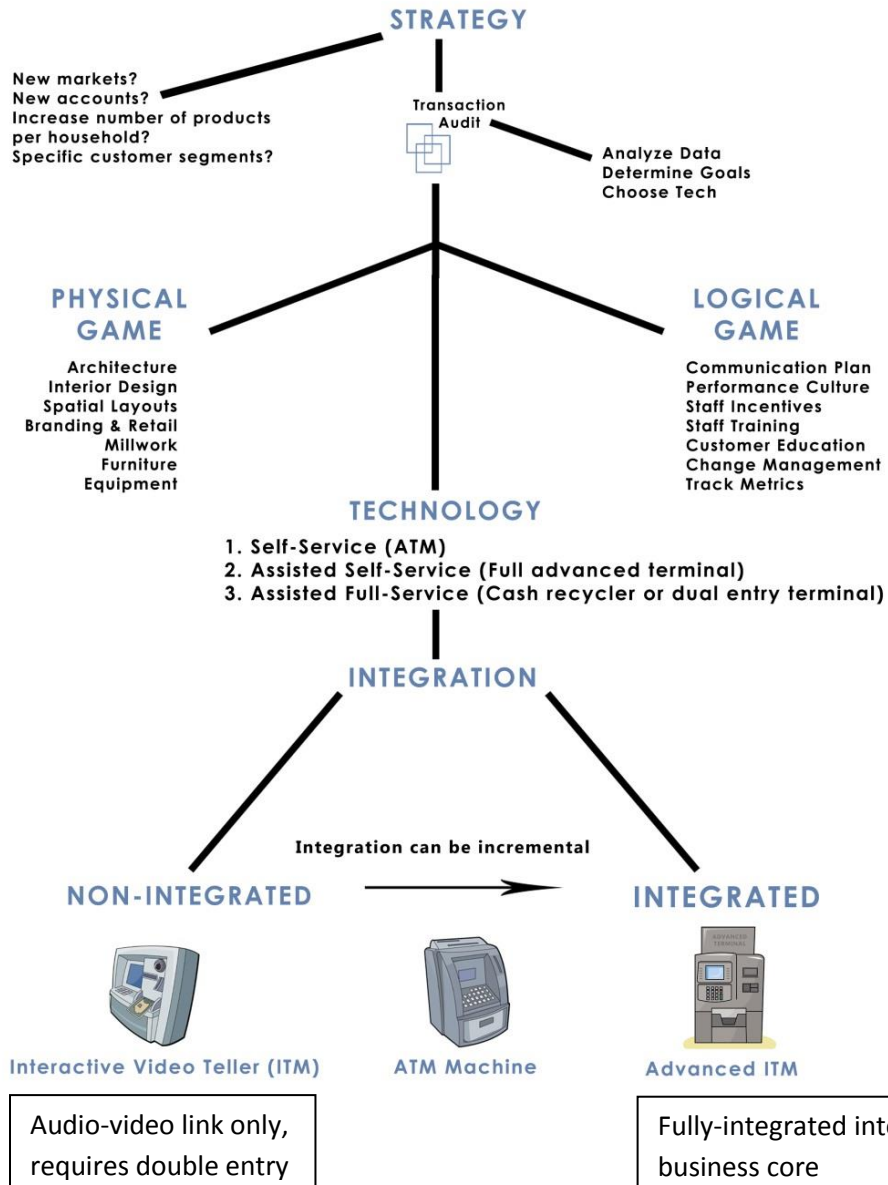 STRATEGY
New markets?
New accounts?
Increase number of products
per household?
Specific customer segments?
Transaction
Audit
Analyze Data
Determine Goals
Choose Tech
PHYSICAL
GAME
Architecture
Interior Design
Spatial Layouts
Branding & Retail
Millwork
Furniture
Equipment
LOGICAL
GAME
Communication Plan
Performance Culture
Staff Incentives
Staff Training
Customer Education
Change Management
Track Metrics
TECHNOLOGY
1. Self-Service (ATM)
2. Assisted Self-Service (Full advanced terminal)
3. Assisted Full-Service (Cash recycler or dual entry terminal)
INTEGRATION
Integration can be incremental
NON-INTEGRATED
INTEGRATED
ADVANCED
TERMINAL
Interactive Video Teller (ITM)
ATM Machine
Advanced ITM
Audio-video link only,
requires double entry
Fully-integrated into
business core